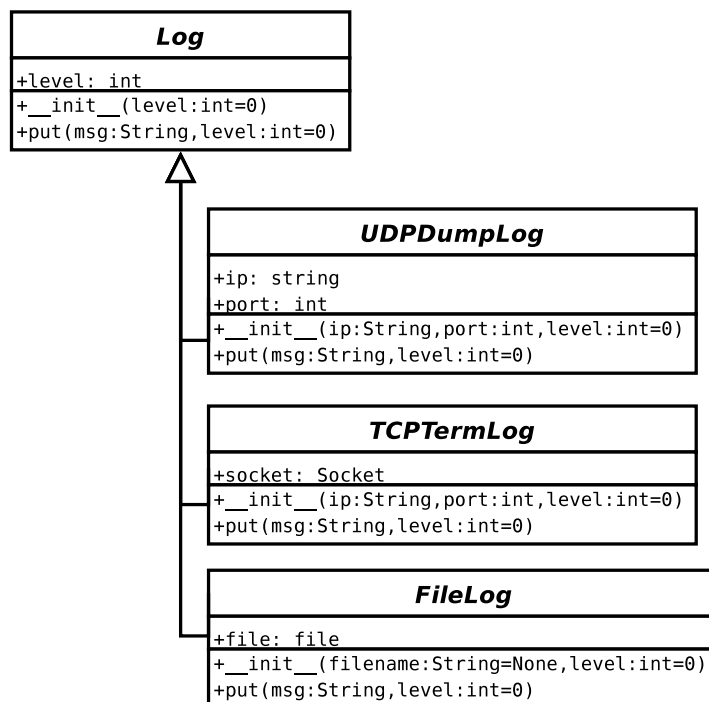 Log
+level: int
+__init__(level:int=0)
+put(msg:String,level:int=0)
UDPDumpLog
+ip: string
+port: int
+__init__(ip:String,port:int,level:int=0)
+put(msg:String,level:int=0)
TCPTermLog
+socket: Socket
+__init__(ip:String,port:int,level:int=0)
+put(msg:String,level:int=0)
FileLog
+file: file
+__init__(filename:String=None,level:int=0)
+put(msg:String,level:int=0)